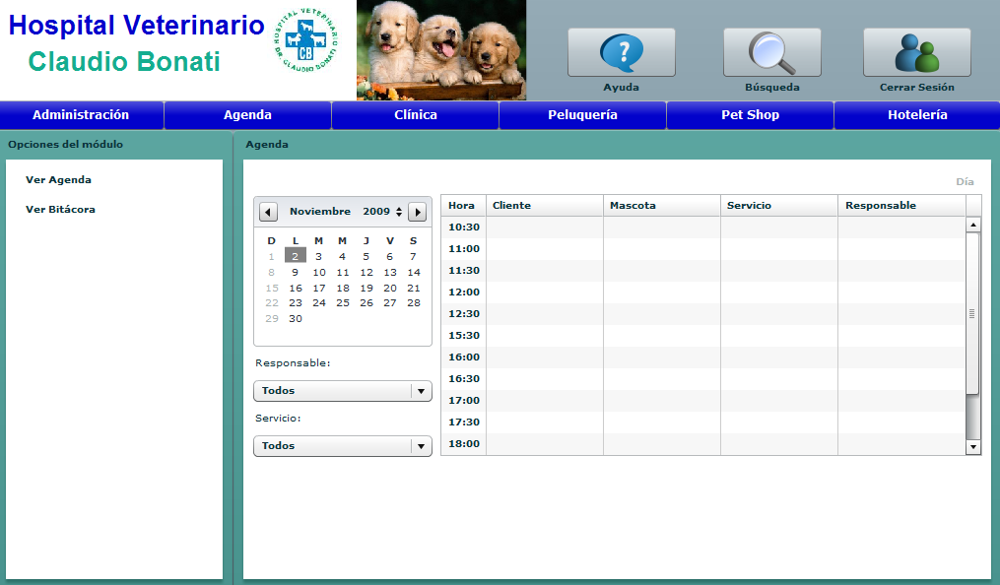 Hospital Veterinario
Claudio Bonati
HOSPITAL VETERINARIO
DR. CLAUDIO BONATI
CB
?
Ayuda
Búsqueda
Cerrar Sesión
Administración Agenda Clínica Peluquería Pet Shop Hotelería
Opciones del módulo
Ver Agenda
Ver Bitácora
Agenda
Día
Noviembre 2009
D L M M J V S
1 2 3 4 5 6 7
8 9 10 11 12 13 14
15 16 17 18 19 20 21
22 23 24 25 26 27 28
29 30
Responsable:
Todos
Servicio:
Todos
Hora Cliente Mascota Servicio Responsable
10:30
11:00
11:30
12:00
12:30
15:30
16:00
16:30
17:00
17:30
18:00